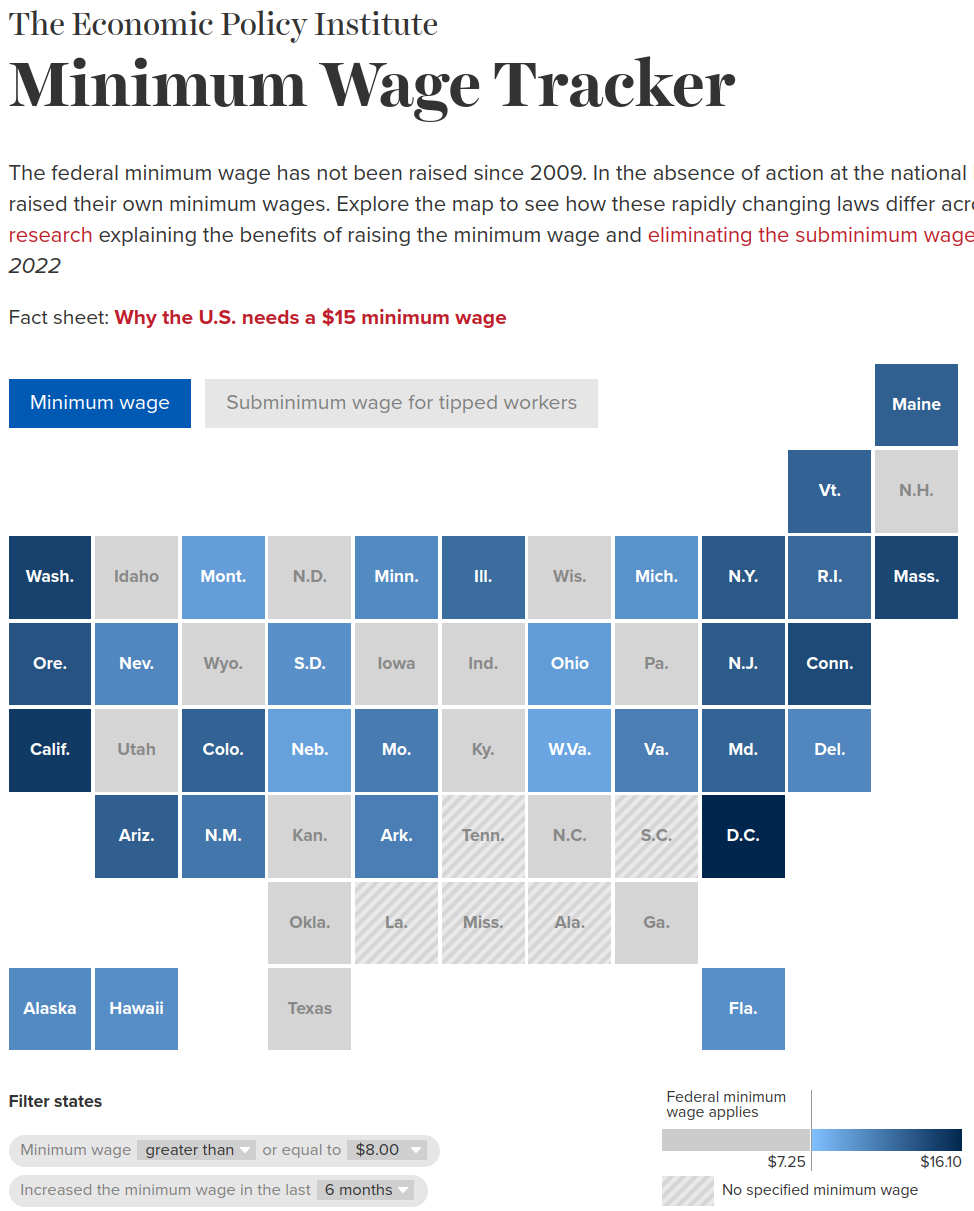 The Economic Policy Institute
Minimum Wage Tracker
The federal minimum wage has not been raised since 2009. In the absence of action at the national
raised their own minimum wages. Explore the map to see how these rapidly changing laws differ
research explaining the benefits of raising the minimum wage and eliminating the subminimum wage
2022
Fact sheet: Why the U.S. needs a $15 minimum wage
Minimum wage Subminimum wage for tipped workers
Maine
Vt. N.H.
Wash. Idaho Mont. N.D. Minn. Ill. Wis. Mich. N.Y. R.I. Mass.
Ore. Nev. Wyo. S.D. Iowa Ind. Ohio Pa. N.J. Conn.
Calif. Utah Colo. Neb. Mo. Ky. W.Va. Va. Md. Del.
Ariz. N.M. Kan. Ark. Tenn. N.C. S.C. D.C.
Okla. La. Miss. Ala. Ga.
Alaska Hawaii Texas Fla.
Filter states
Minimum wage greater than or equal to $8.00
Increased the minimum wage in the last 6 months
Federal minimum
wage applies
$7.25 $16.10
No specified minimum wage